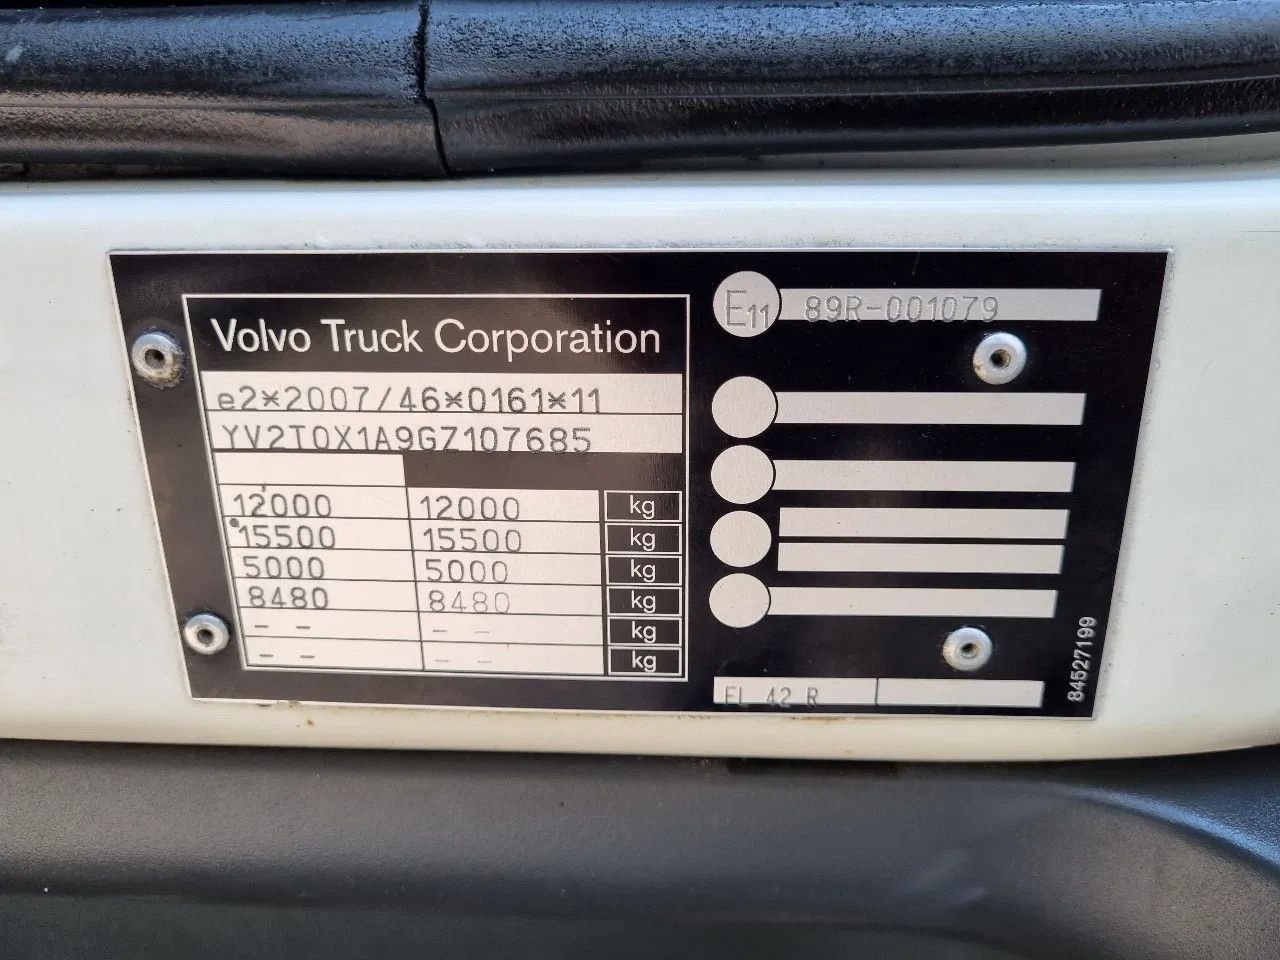 Volvo Truck Corporation
e2*2007/46*0161*11
YV2T0X1A9GZ107685
12000 12000 kg
15500 15500 kg
5000 5000 kg
8480 8480 kg
- - - - kg
- - - - kg
E11 89R-001079
FL 42 R
84527199